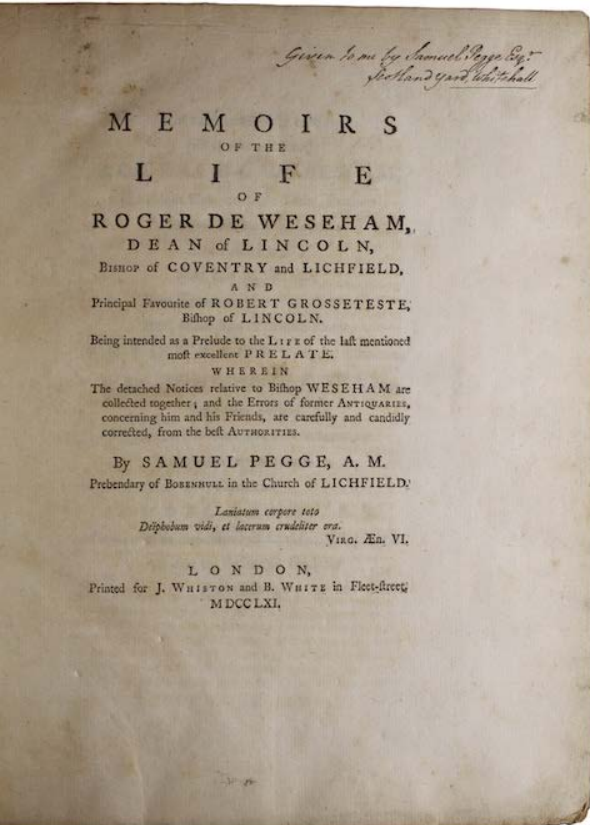 Given to me by Samuel Pegge Esqr.
Scotland Yard, Whitehall
MEMOIRS
OF THE
LIFE
OF
ROGER DE WESEHAM,
DEAN of LINCOLN,
BISHOP of COVENTRY and LICHFIELD,
AND
Principal Favourite of ROBERT GROSSETESTE,
Biſhop of LINCOLN.
Being intended as a Prelude to the LIFE of the laſt mentioned
moſt excellent PRELATE.
WHEREIN
The detached Notices relative to Biſhop WESEHAM are
collected together; and the Errors of former ANTIQUARIES,
concerning him and his Friends, are carefully and candidly
corrected, from the beſt AUTHORITIES.
By SAMUEL PEGGE, A. M.
Prebendary of BOBENHULL in the Church of LICHFIELD.
Laniatum corpore toto
Deïphobum vidi, et lacerum crudeliter ora.
VIRG. Æn. VI.
LONDON,
Printed for J. WHISTON and B. WHITE in Fleet-ſtreet,
MDCCLXI.